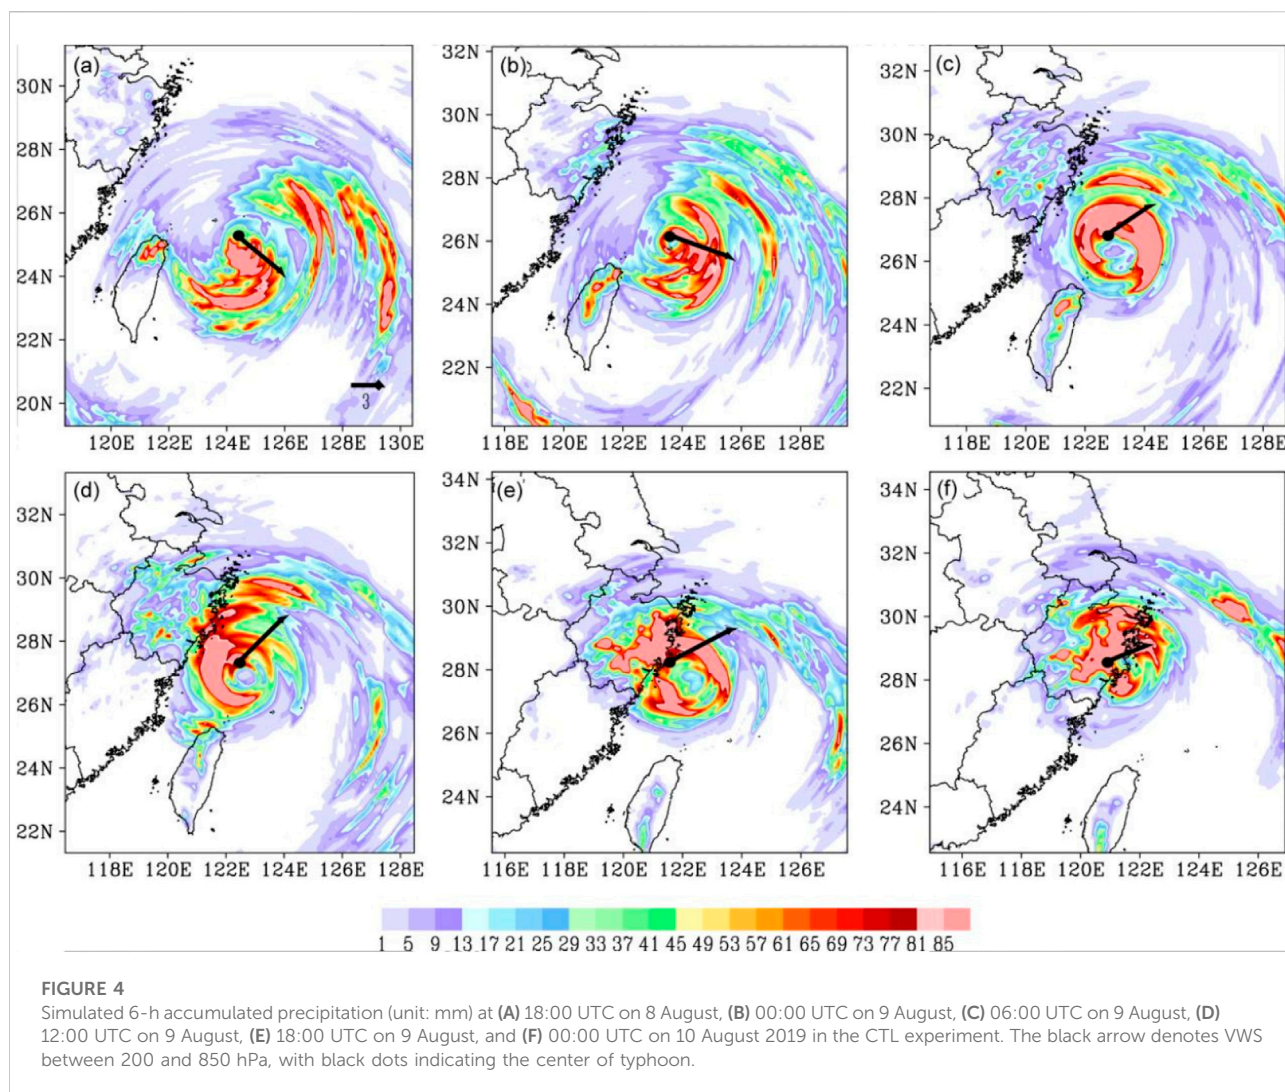 (a)
(b)
(c)
30N
28N
26N
24N
22N
20N
3
120E 122E 124E 126E 128E 130E
32N
30N
28N
26N
24N
22N
118E 120E 122E 124E 126E 128E
32N
30N
28N
26N
24N
22N
118E 120E 122E 124E 126E 128E
(d)
(e)
(f)
32N
30N
28N
26N
24N
22N
118E 120E 122E 124E 126E 128E
34N
32N
30N
28N
26N
24N
116E 118E 120E 122E 124E 126E
34N
32N
30N
28N
26N
24N
116E 118E 120E 122E 124E 126E
1 5 9 13 17 21 25 29 33 37 41 45 49 53 57 61 65 69 73 77 81 85
FIGURE 4
Simulated 6-h accumulated precipitation (unit: mm) at (A) 18:00 UTC on 8 August, (B) 00:00 UTC on 9 August, (C) 06:00 UTC on 9 August, (D)
12:00 UTC on 9 August, (E) 18:00 UTC on 9 August, and (F) 00:00 UTC on 10 August 2019 in the CTL experiment. The black arrow denotes VWS
between 200 and 850 hPa, with black dots indicating the center of typhoon.